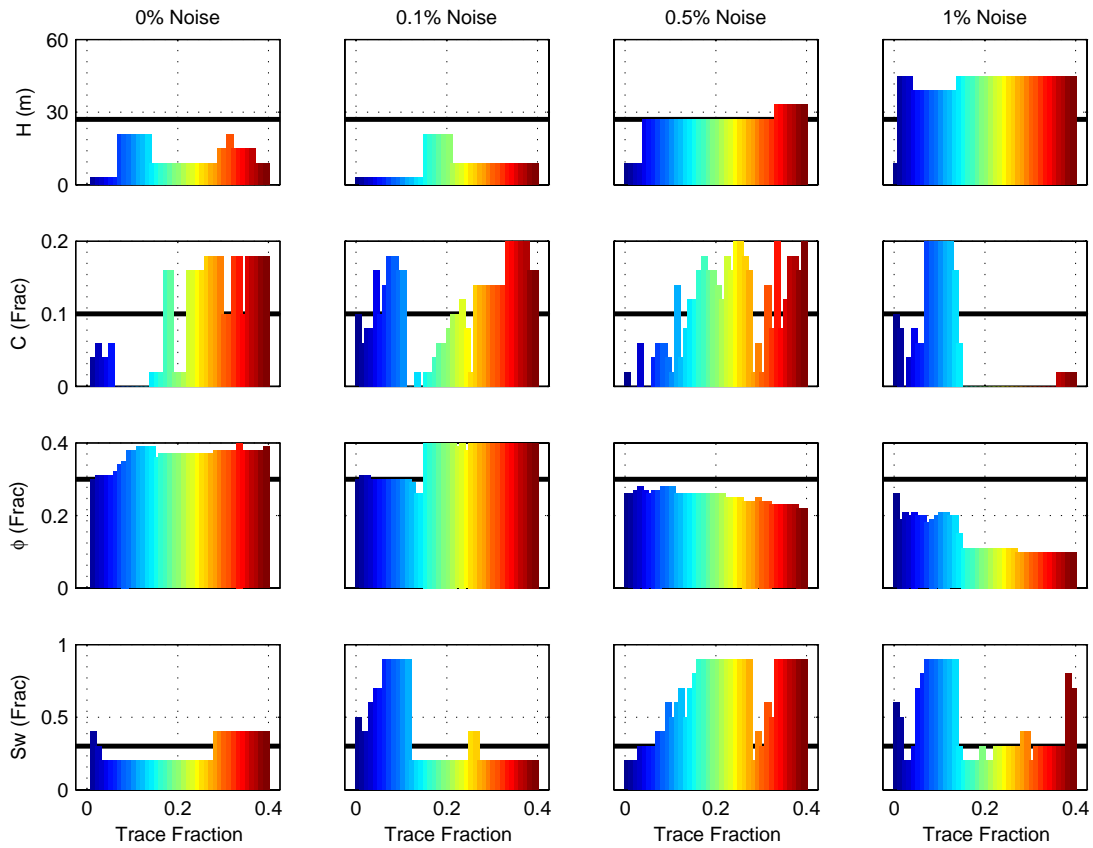 0% Noise 0.1% Noise 0.5% Noise 1% Noise
60
30
0
H (m)
0.2
0.1
0
C (Frac)
0.4
0.2
0
ϕ (Frac)
1
0.5
0
Sw (Frac)
0 0.2 0.4 0 0.2 0.4 0 0.2 0.4 0 0.2 0.4
Trace Fraction Trace Fraction Trace Fraction Trace Fraction